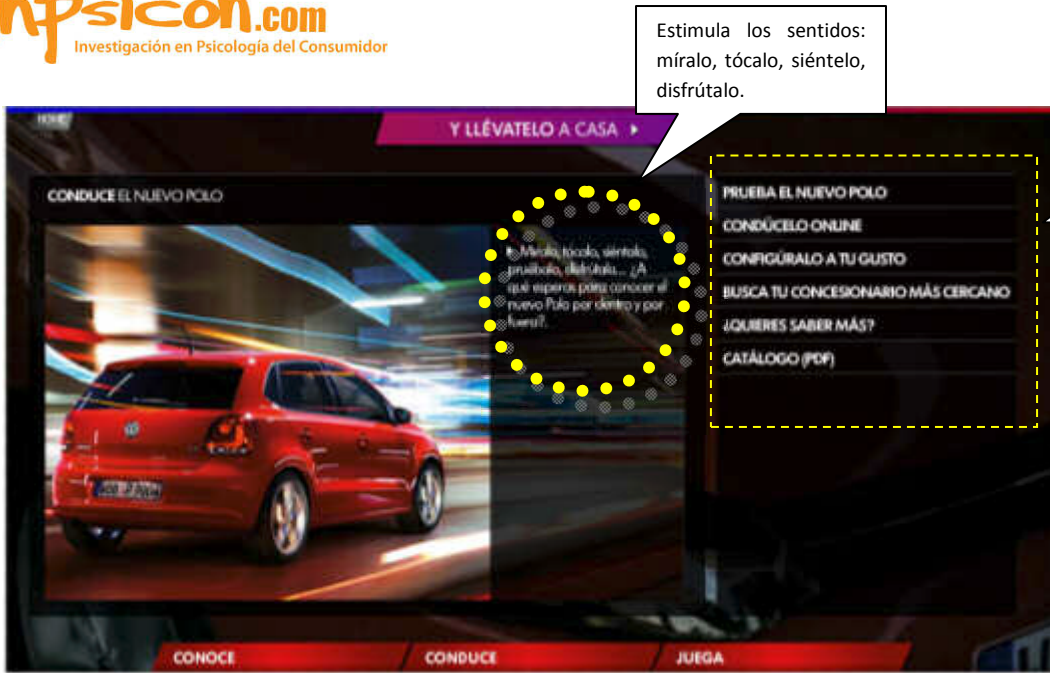 npsicon.com
Investigación en Psicología del Consumidor
Estimula los sentidos:
míralo, tócalo, siéntelo,
disfrútalo.
HOME
Y LLÉVATELO A CASA
CONDUCE EL NUEVO POLO
Míralo, tócalo, siéntelo,
pruébalo, disfrútalo... ¿A
qué esperas para conocer el
nuevo Polo por dentro y por
fuera?.
PRUEBA EL NUEVO POLO
CONDÚCELO ONLINE
CONFIGÚRALO A TU GUSTO
BUSCA TU CONCESIONARIO MÁS CERCANO
¿QUIERES SABER MÁS?
CATÁLOGO (PDF)
CONOCE
CONDUCE
JUEGA